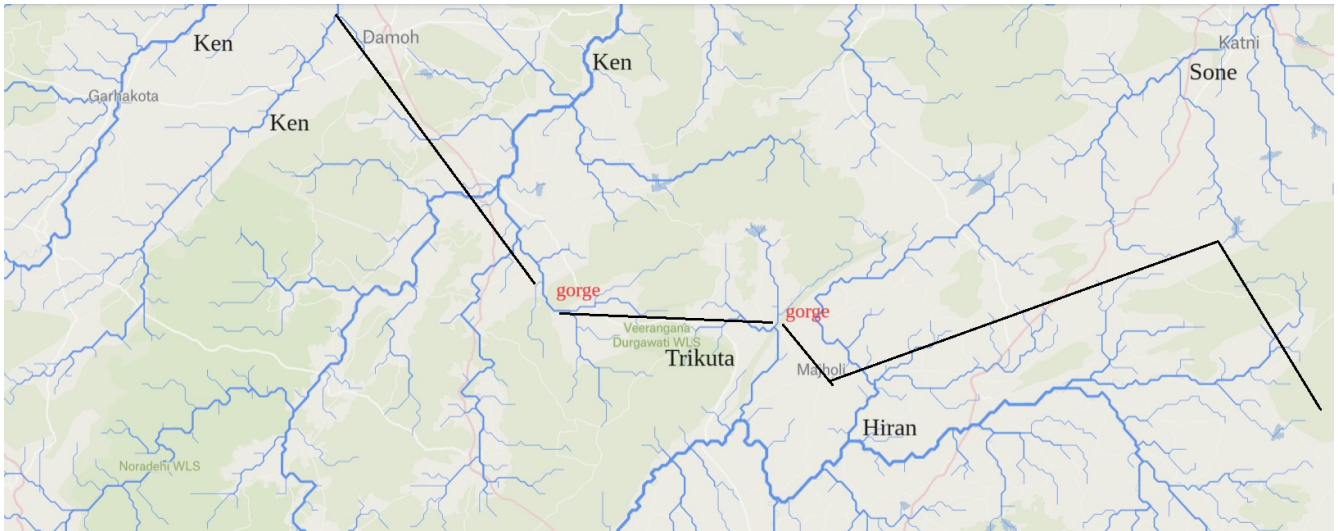 Ken
Damoh
Ken
Katni
Sone
Garhakota
Ken
gorge
gorge
Veerangana
Durgawati WLS
Trikuta
Majholi
Hiran
Noradehi WLS